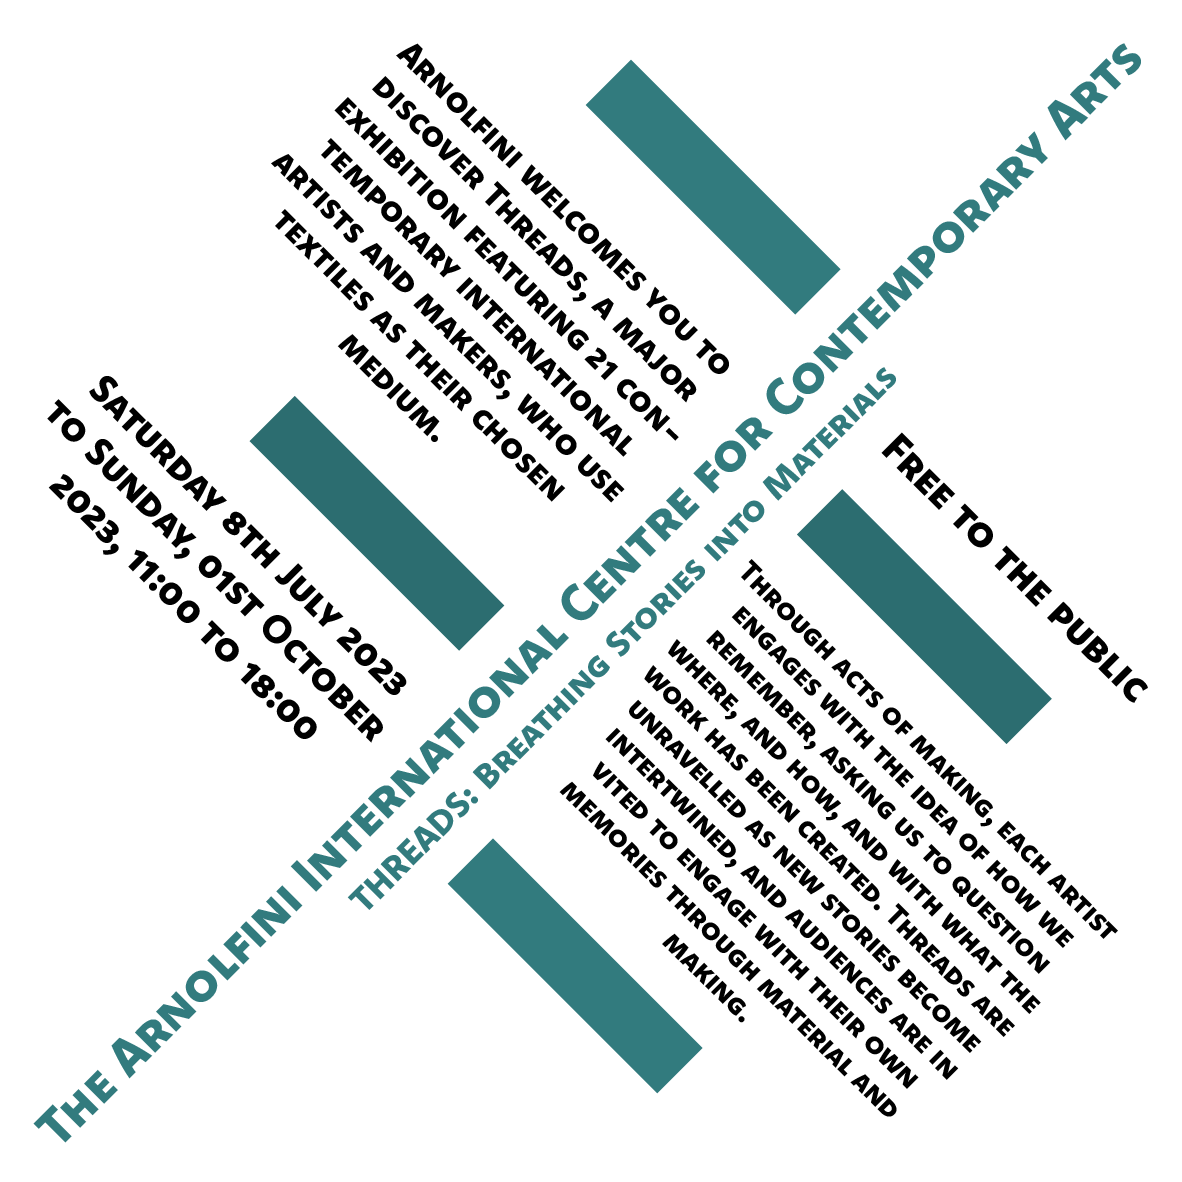 The Arnolfini International Centre for Contemporary Arts
threadS: Breathing Stories into Materials
Arnolfini welcomes you to
discover Threads, a major
exhibition featuring 21 con-
temporary international
artists and makers, who use
textiles as their chosen
medium.
Saturday 8th July 2023
to Sunday, 01st October
2023, 11:00 to 18:00
Free to the public
Through acts of making, each artist
engages with the idea of how we
remember, asking us to question
where, and how, and with what the
work has been created. Threads are
unravelled as new stories become
intertwined, and audiences are in
vited to engage with their own
memories through material and
making.